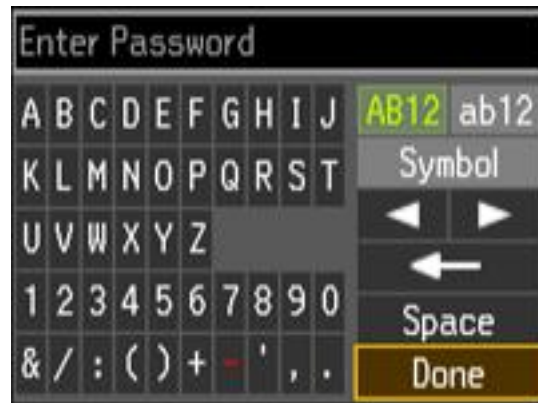 Enter Password
A B C D E F G H I J AB12 ab12
K L M N O P Q R S T Symbol
U V W X Y Z
1 2 3 4 5 6 7 8 9 0 Space
& / : ( ) + - ' , . Done